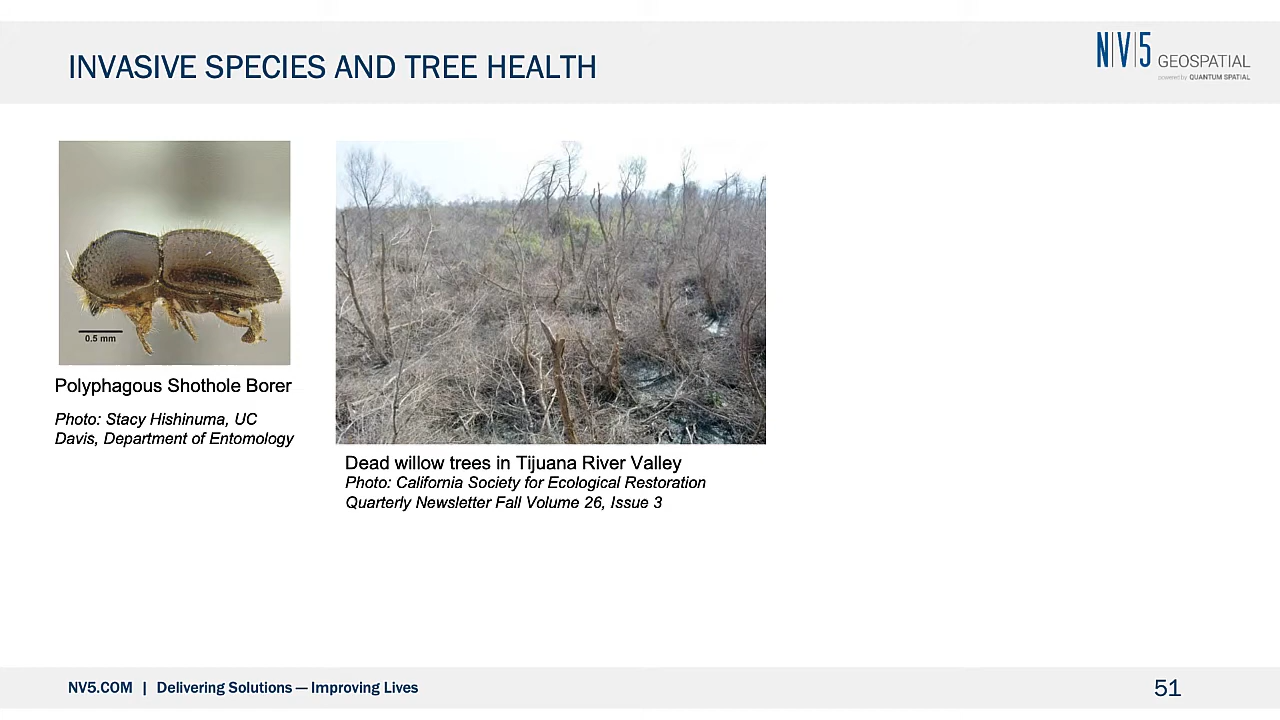 INVASIVE SPECIES AND TREE HEALTH
NV5 GEOSPATIAL
powered by QUANTUM SPATIAL
0.5 mm
Polyphagous Shothole Borer
Photo: Stacy Hishinuma, UC
Davis, Department of Entomology
Dead willow trees in Tijuana River Valley
Photo: California Society for Ecological Restoration
Quarterly Newsletter Fall Volume 26, Issue 3
NV5.COM | Delivering Solutions — Improving Lives
51